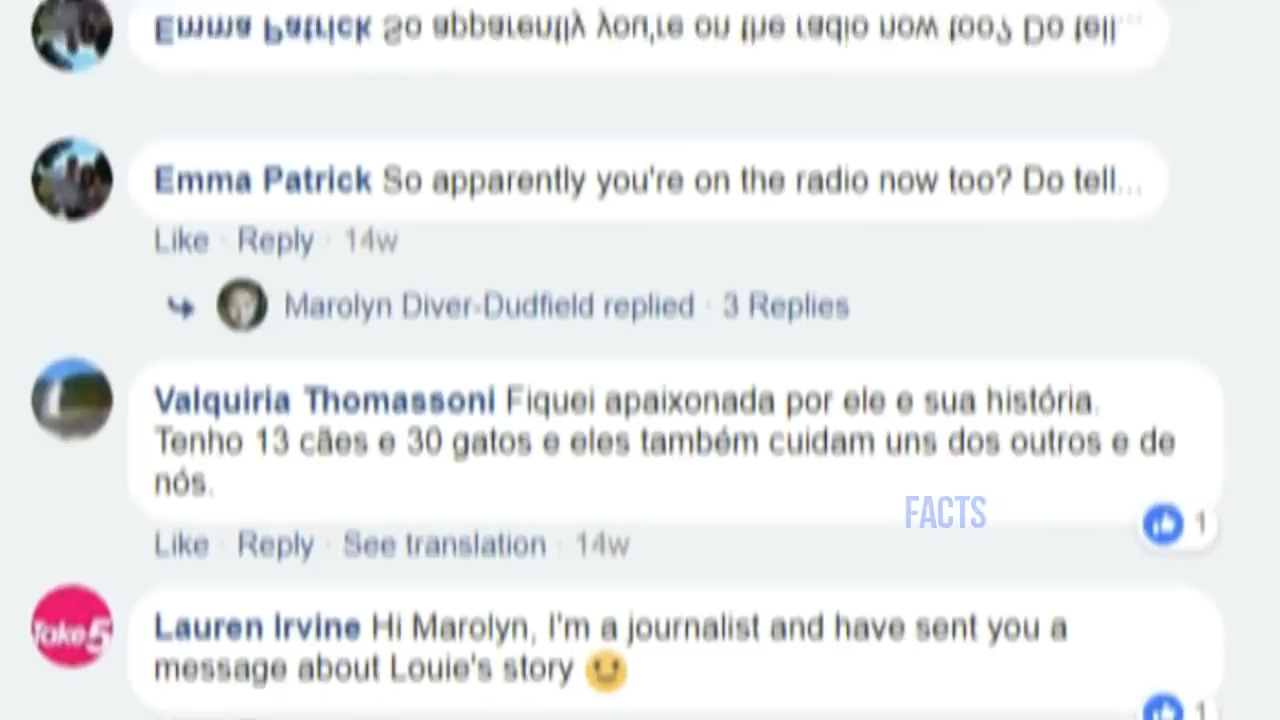 Emma Patrick So apparently you're on the radio now too? Do tell...
Emma Patrick So apparently you're on the radio now too? Do tell...
Like · Reply · 14w
Marolyn Diver-Dudfield replied · 3 Replies
Valquiria Thomassoni Fiquei apaixonada por ele e sua história.
Tenho 13 cães e 30 gatos e eles também cuidam uns dos outros e de
nós.
FACTS
1
Like · Reply · See translation · 14w
Take 5
Lauren Irvine Hi Marolyn, I'm a journalist and have sent you a
message about Louie's story
1